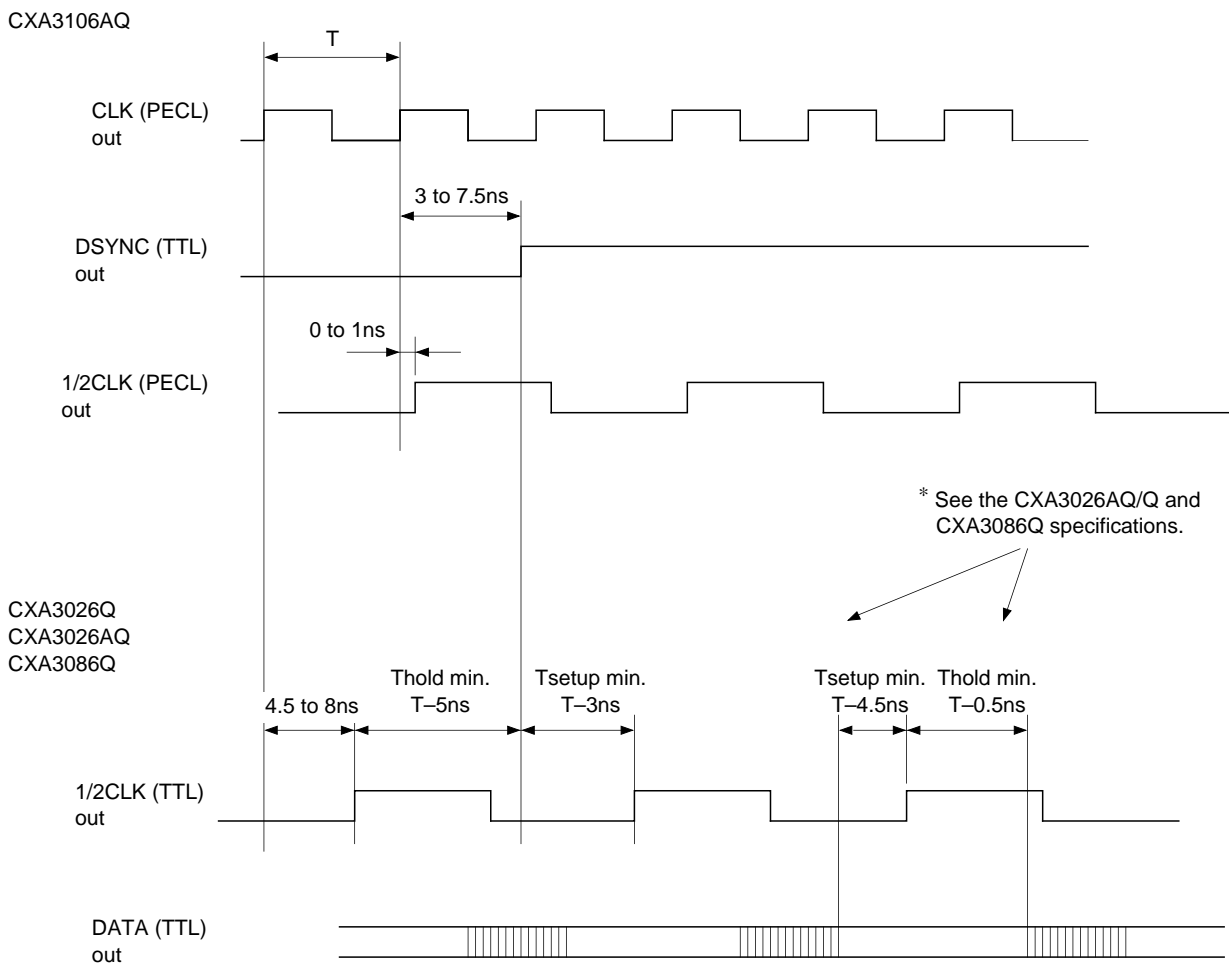 CXA3106AQ
T
CLK (PECL)
out
3 to 7.5ns
DSYNC (TTL)
out
0 to 1ns
1/2CLK (PECL)
out
* See the CXA3026AQ/Q and
CXA3086Q specifications.
CXA3026Q
CXA3026AQ
CXA3086Q
4.5 to 8ns
Thold min.
T–5ns
Tsetup min.
T–3ns
Tsetup min.
T–4.5ns
Thold min.
T–0.5ns
1/2CLK (TTL)
out
DATA (TTL)
out